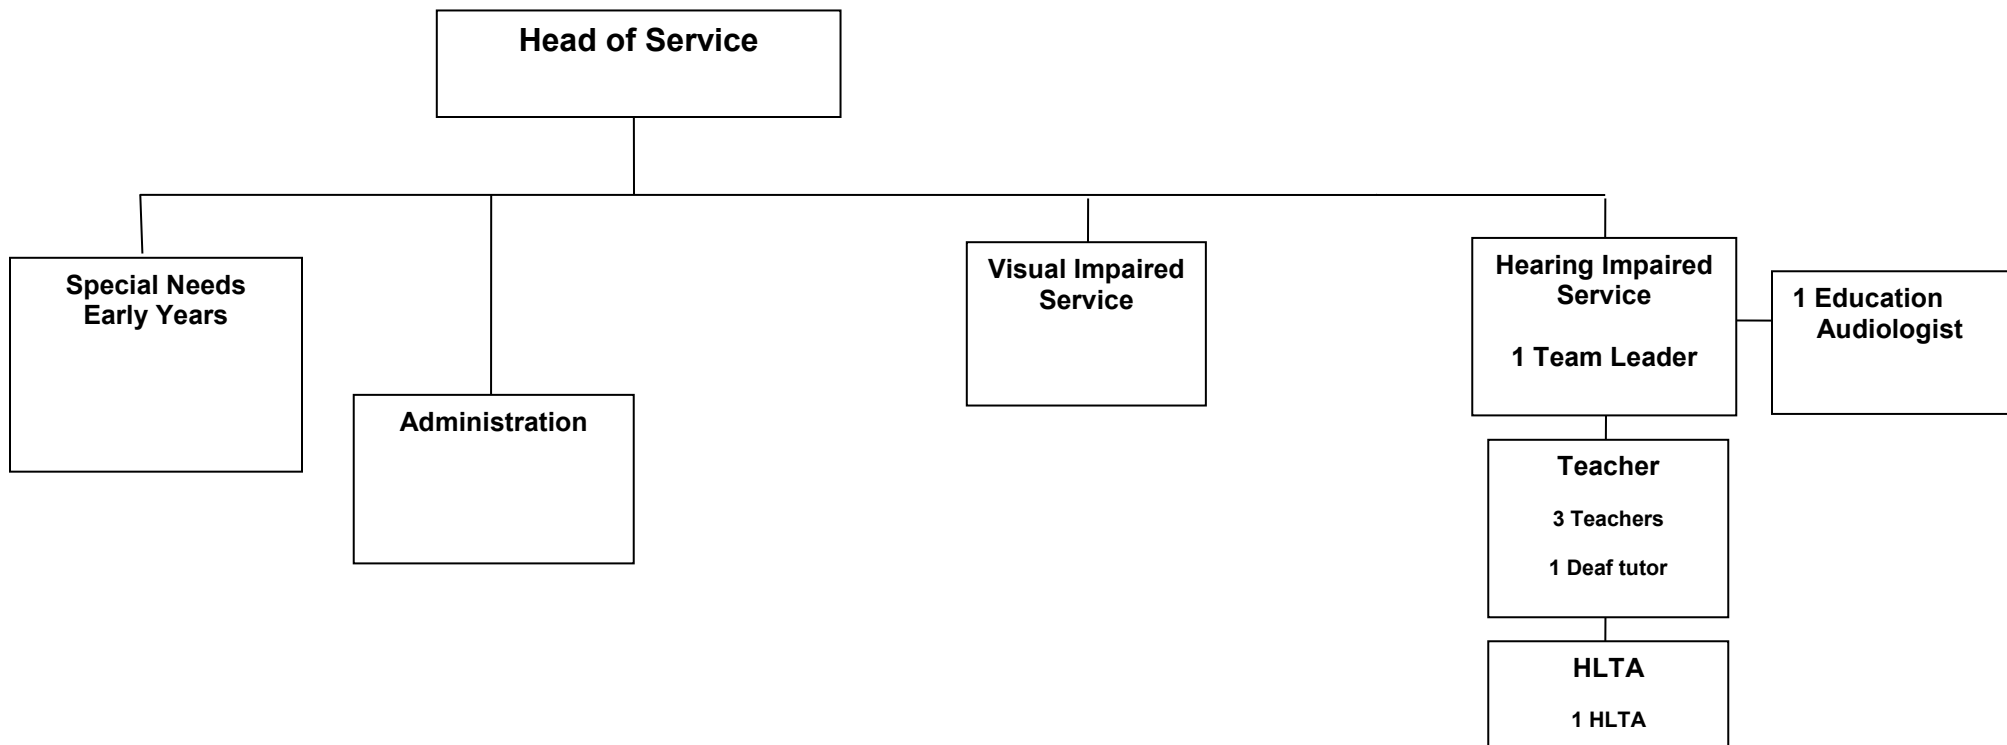 Head of Service
Special Needs
Early Years
Administration
Visual Impaired
Service
Hearing Impaired
Service
1 Team Leader
1 Education
Audiologist
Teacher
3 Teachers
1 Deaf tutor
HLTA
1 HLTA